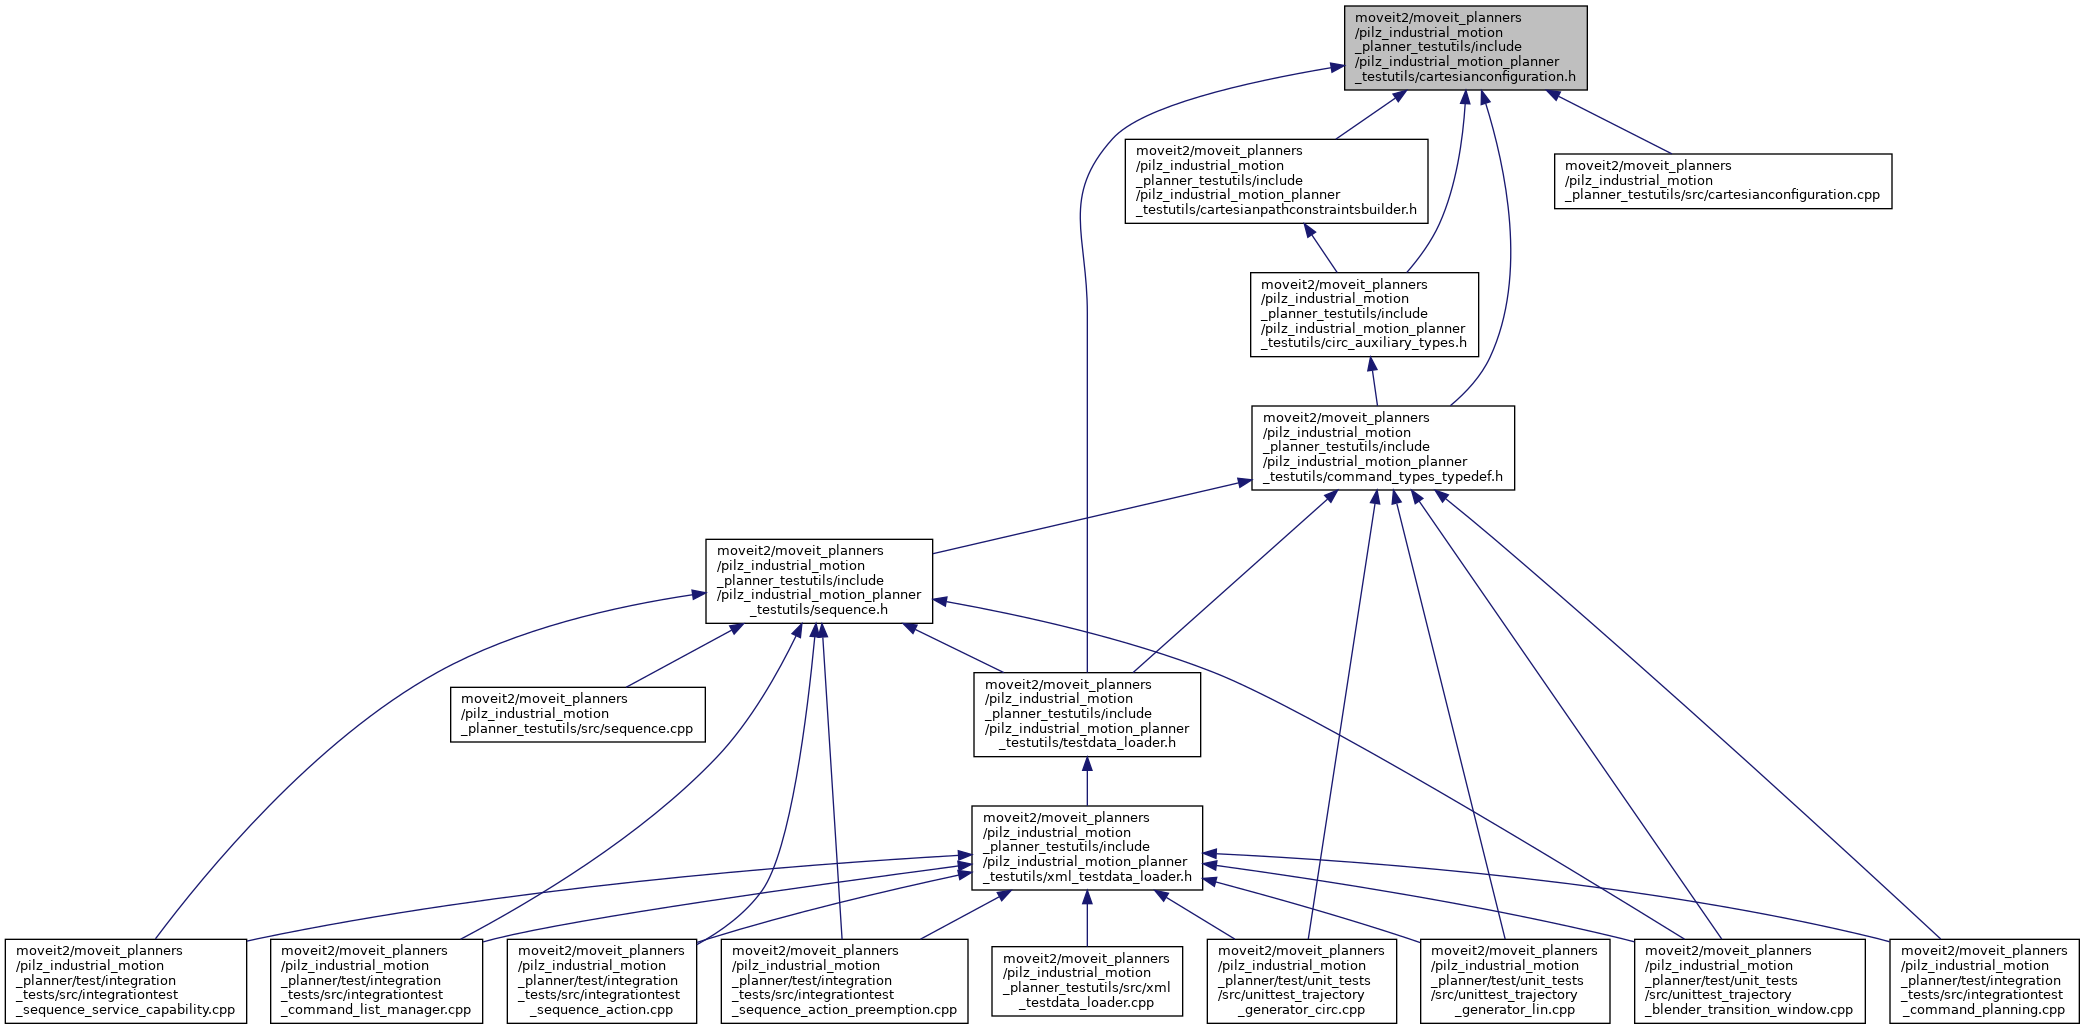 moveit2/moveit_planners
/pilz_industrial_motion
_planner_testutils/include
/pilz_industrial_motion_planner
_testutils/cartesianconfiguration.h
moveit2/moveit_planners
/pilz_industrial_motion
_planner_testutils/include
/pilz_industrial_motion_planner
_testutils/cartesianpathconstraintsbuilder.h
moveit2/moveit_planners
/pilz_industrial_motion
_planner_testutils/src/cartesianconfiguration.cpp
moveit2/moveit_planners
/pilz_industrial_motion
_planner_testutils/include
/pilz_industrial_motion_planner
_testutils/circ_auxiliary_types.h
moveit2/moveit_planners
/pilz_industrial_motion
_planner_testutils/include
/pilz_industrial_motion_planner
_testutils/command_types_typedef.h
moveit2/moveit_planners
/pilz_industrial_motion
_planner_testutils/include
/pilz_industrial_motion_planner
_testutils/sequence.h
moveit2/moveit_planners
/pilz_industrial_motion
_planner_testutils/src/sequence.cpp
moveit2/moveit_planners
/pilz_industrial_motion
_planner_testutils/include
/pilz_industrial_motion_planner
_testutils/testdata_loader.h
moveit2/moveit_planners
/pilz_industrial_motion
_planner_testutils/include
/pilz_industrial_motion_planner
_testutils/xml_testdata_loader.h
moveit2/moveit_planners
/pilz_industrial_motion
_planner/test/integration
_tests/src/integrationtest
_sequence_service_capability.cpp
moveit2/moveit_planners
/pilz_industrial_motion
_planner/test/integration
_tests/src/integrationtest
_command_list_manager.cpp
moveit2/moveit_planners
/pilz_industrial_motion
_planner/test/integration
_tests/src/integrationtest
_sequence_action.cpp
moveit2/moveit_planners
/pilz_industrial_motion
_planner/test/integration
_tests/src/integrationtest
_sequence_action_preemption.cpp
moveit2/moveit_planners
/pilz_industrial_motion
_planner_testutils/src/xml
_testdata_loader.cpp
moveit2/moveit_planners
/pilz_industrial_motion
_planner/test/unit_tests
/src/unittest_trajectory
_generator_circ.cpp
moveit2/moveit_planners
/pilz_industrial_motion
_planner/test/unit_tests
/src/unittest_trajectory
_generator_lin.cpp
moveit2/moveit_planners
/pilz_industrial_motion
_planner/test/unit_tests
/src/unittest_trajectory
_blender_transition_window.cpp
moveit2/moveit_planners
/pilz_industrial_motion
_planner/test/integration
_tests/src/integrationtest
_command_planning.cpp